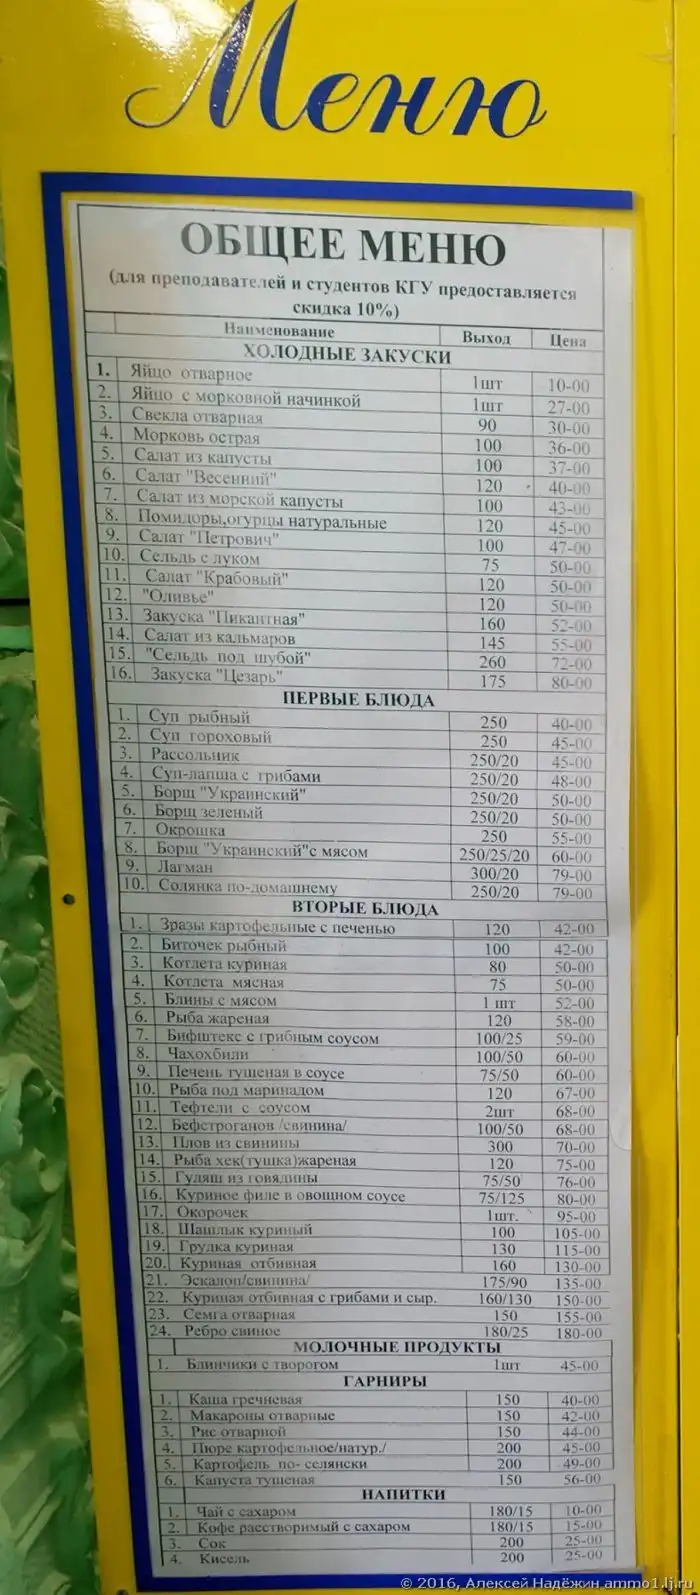 Меню
ОБЩЕЕ МЕНЮ
(для преподавателей и студентов КГУ предоставляется
скидка 10%)
Наименование Выход Цена
ХОЛОДНЫЕ ЗАКУСКИ
1. Яйцо отварное 1шт 10-00
2. Яйцо с морковной начинкой 1шт 27-00
3. Свекла отварная 90 30-00
4. Морковь острая 100 36-00
5. Салат из капусты 100 37-00
6. Салат "Весенний" 120 40-00
7. Салат из морской капусты 100 43-00
8. Помидоры,огурцы натуральные 120 45-00
9. Салат "Петрович" 100 47-00
10. Сельдь с луком 75 50-00
11. Салат "Крабовый" 120 50-00
12. "Оливье" 120 50-00
13. Закуска "Пикантная" 160 52-00
14. Салат из кальмаров 145 55-00
15. "Сельдь под шубой" 260 72-00
16. Закуска "Цезарь" 175 80-00
ПЕРВЫЕ БЛЮДА
1. Суп рыбный 250 40-00
2. Суп гороховый 250 45-00
3. Рассольник 250/20 45-00
4. Суп-лапша с грибами 250/20 48-00
5. Борщ "Украинский" 250/20 50-00
6. Борщ зеленый 250/20 50-00
7. Окрошка 250 55-00
8. Борщ "Украинский"с мясом 250/25/20 60-00
9. Лагман 300/20 79-00
10. Солянка по-домашнему 250/20 79-00
ВТОРЫЕ БЛЮДА
1. Зразы картофельные с печенью 120 42-00
2. Биточек рыбный 100 42-00
3. Котлета куриная 80 50-00
4. Котлета мясная 75 50-00
5. Блины с мясом 1 шт 52-00
6. Рыба жареная 120 58-00
7. Бифштекс с грибным соусом 100/25 59-00
8. Чахохбили 100/50 60-00
9. Печень тушеная в соусе 75/50 60-00
10. Рыба под маринадом 120 67-00
11. Тефтели с соусом 2шт 68-00
12. Бефстроганов /свинина/ 100/50 68-00
13. Плов из свинины 300 70-00
14. Рыба хек(тушка)жареная 120 75-00
15. Гуляш из говядины 75/50 76-00
16. Куриное филе в овощном соусе 75/125 80-00
17. Окорочек 1шт. 95-00
18. Шашлык куриный 100 105-00
19. Грудка куриная 130 115-00
20. Куриная отбивная 160 130-00
21. Эскалоп/свинина/ 175/90 135-00
22. Куриная отбивная с грибами и сыр. 160/130 150-00
23. Семга отварная 150 155-00
24. Ребро свиное 180/25 180-00
МОЛОЧНЫЕ ПРОДУКТЫ
1. Блинчики с творогом 1шт 45-00
ГАРНИРЫ
1. Каша гречневая 150 40-00
2. Макароны отварные 150 42-00
3. Рис отварной 150 44-00
4. Пюре картофельное/натур./ 200 45-00
5. Картофель по- селянски 200 49-00
6. Капуста тушеная 150 56-00
НАПИТКИ
1. Чай с сахаром 180/15 10-00
2. Кофе растворимый с сахаром 180/15 15-00
3. Сок 200 25-00
4. Кисель 200 25-00
© 2016, Алексей Надёжин ammo1.lj.ru